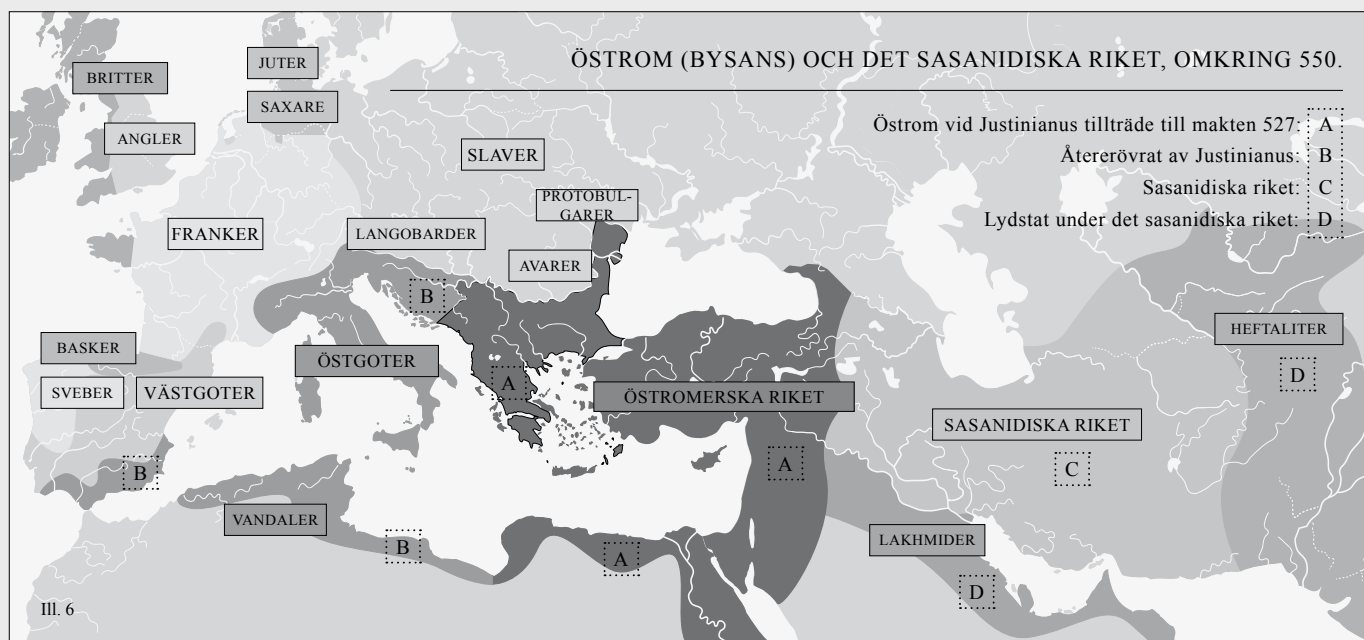 ÖSTROM (BYSANS) OCH DET SASANIDISKA RIKET, OMKRING 550.
Östrom vid Justinianus tillträde till makten 527: A
Återerövrat av Justinianus: B
Sasanidiska riket: C
Lydstat under det sasanidiska riket: D
BRITTER
JUTER
SAXARE
ANGLER
SLAVER
PROTOBUL-
GARER
FRANKER
LANGOBARDER
AVARER
B
HEFTALITER
D
BASKER
ÖSTGOTER
SVEBER
VÄSTGOTER
A
ÖSTROMERSKA RIKET
SASANIDISKA RIKET
B
A
C
VANDALER
B
A
LAKHMIDER
D
Ill. 6